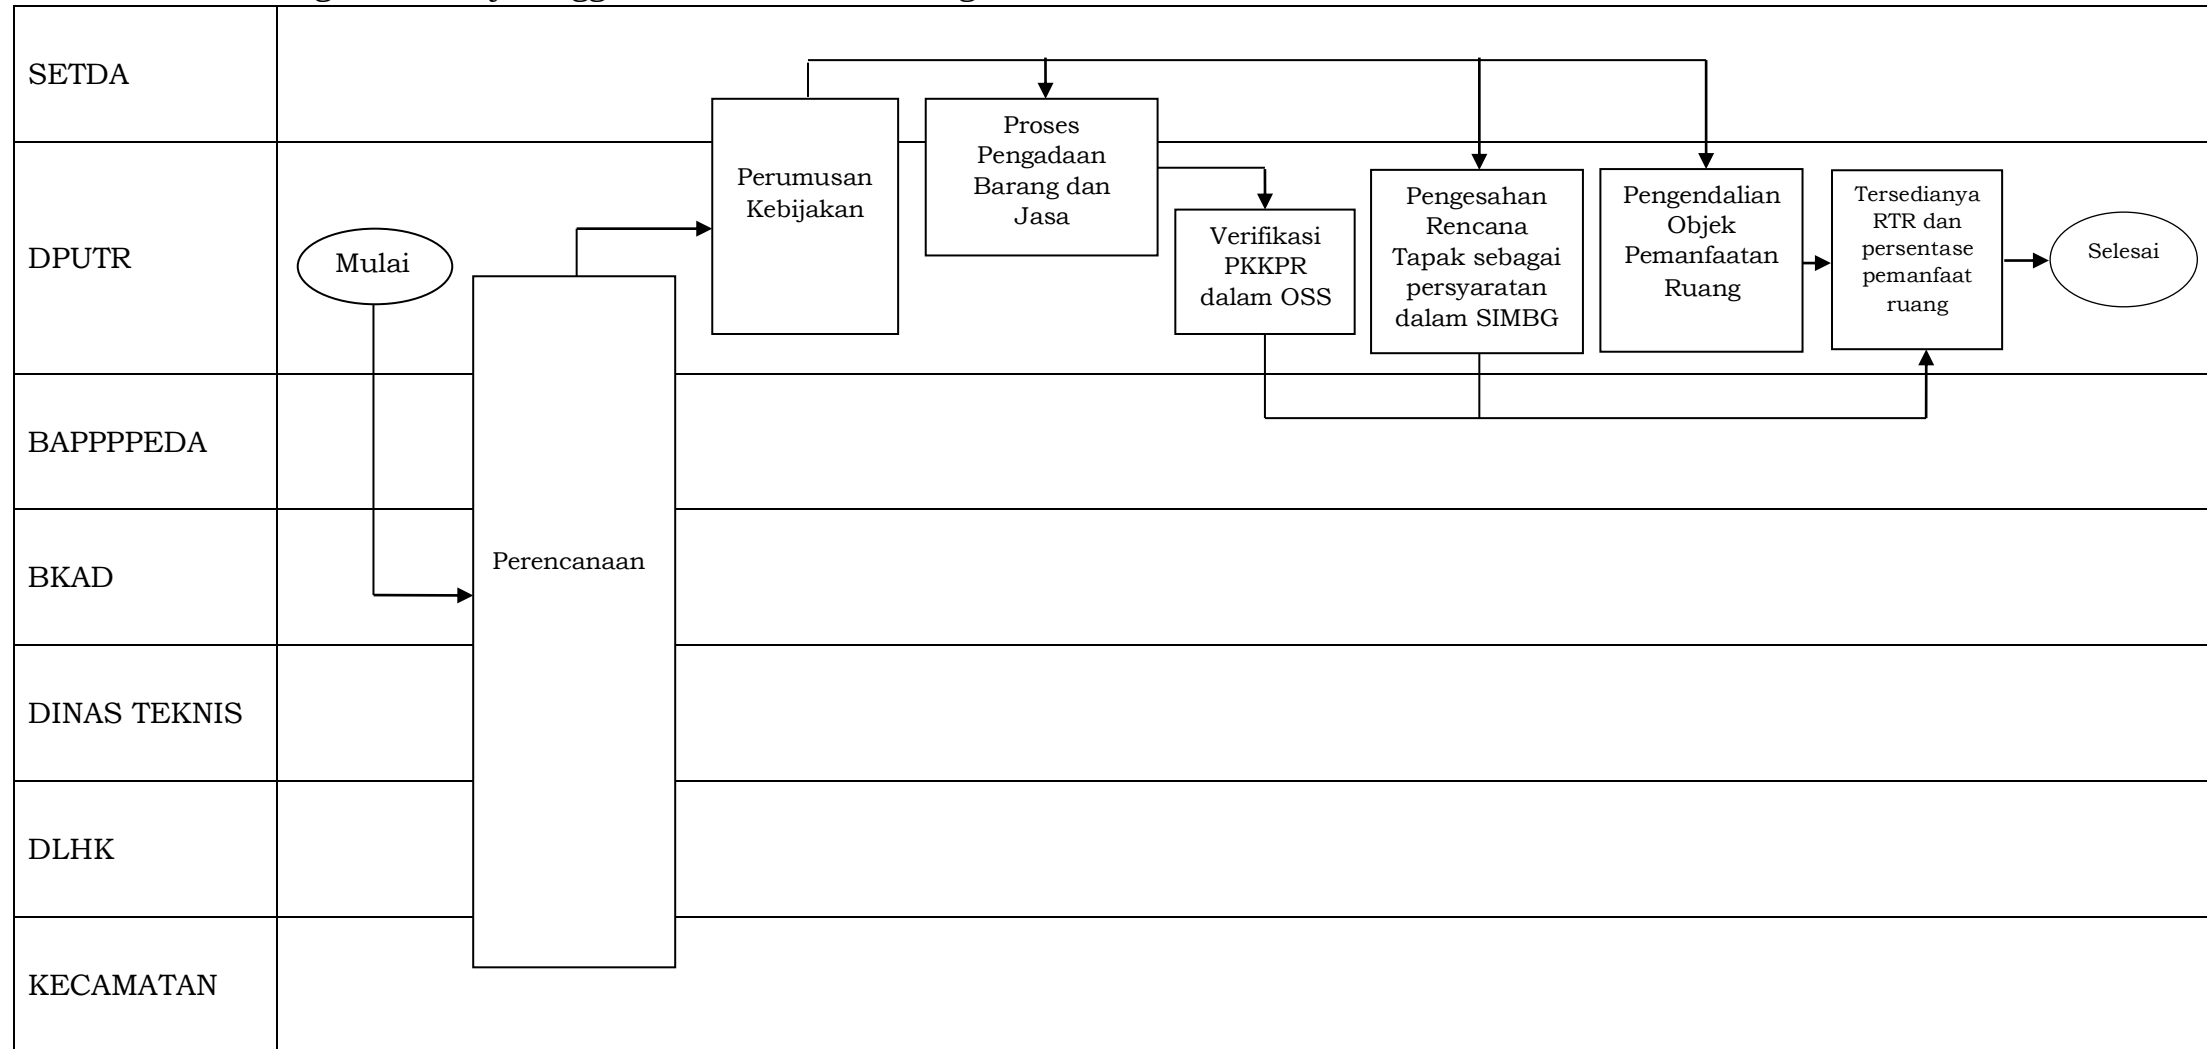 SETDA
Perumusan
Kebijakan
Proses
Pengadaan
Barang dan
Jasa
DPUTR
Mulai
Verifikasi
PKKPR
dalam OSS
Pengesahan
Rencana
Tapak sebagai
persyaratan
dalam SIMBG
Pengendalian
Objek
Pemanfaatan
Ruang
Tersedianya
RTR dan
persentase
pemanfaat
ruang
Selesai
BAPPPPEDA
BKAD
Perencanaan
DINAS TEKNIS
DLHK
KECAMATAN